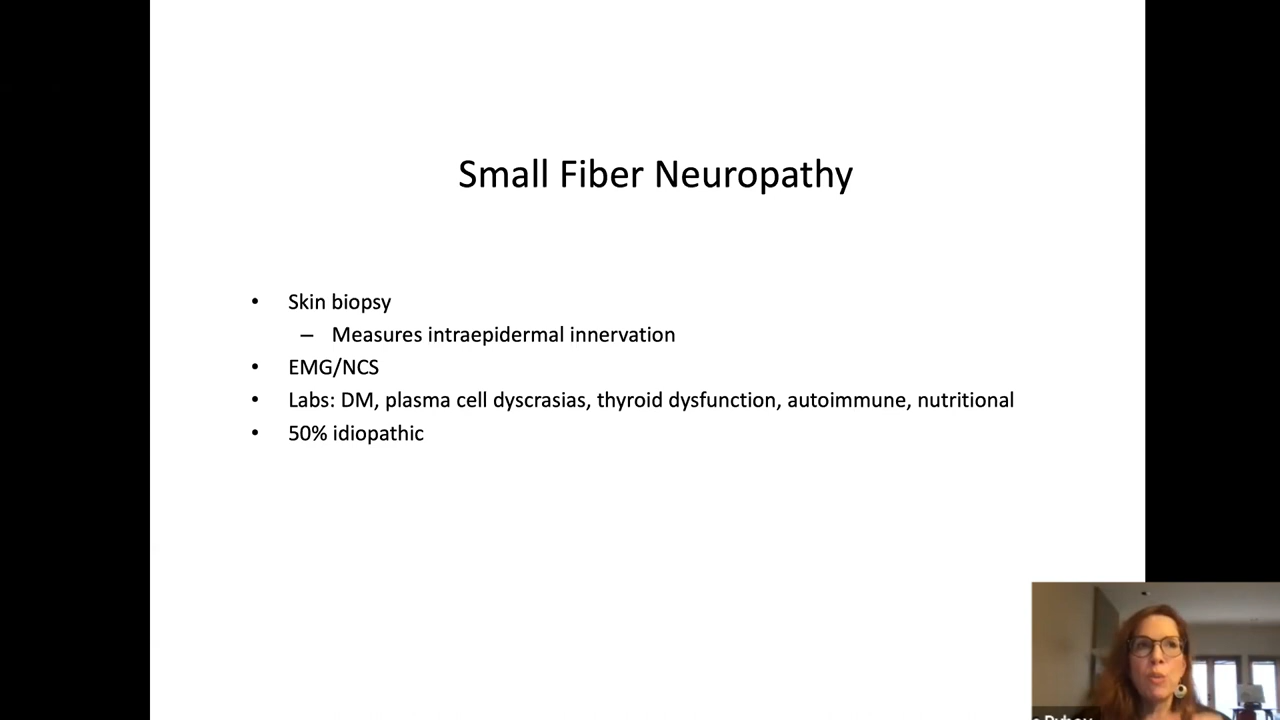 Small Fiber Neuropathy
• Skin biopsy
– Measures intraepidermal innervation
• EMG/NCS
• Labs: DM, plasma cell dyscrasias, thyroid dysfunction, autoimmune, nutritional
• 50% idiopathic